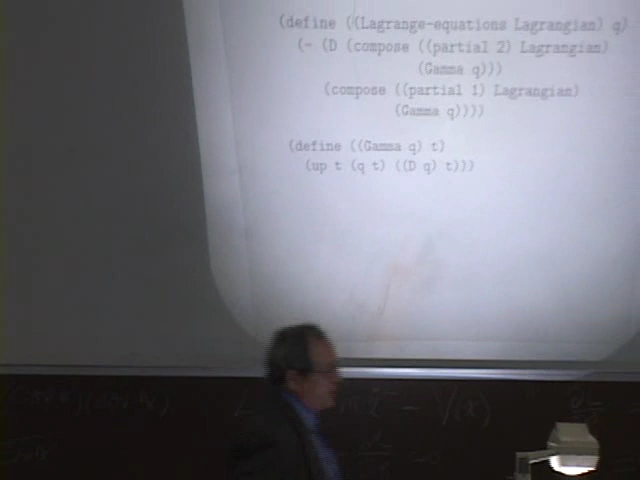 (define ((Lagrange-equations Lagrangian) q)
(- (D (compose ((partial 2) Lagrangian)
(Gamma q)))
(compose ((partial 1) Lagrangian)
(Gamma q))))
(define ((Gamma q) t)
(up t (q t) ((D q) t)))
- V(x)